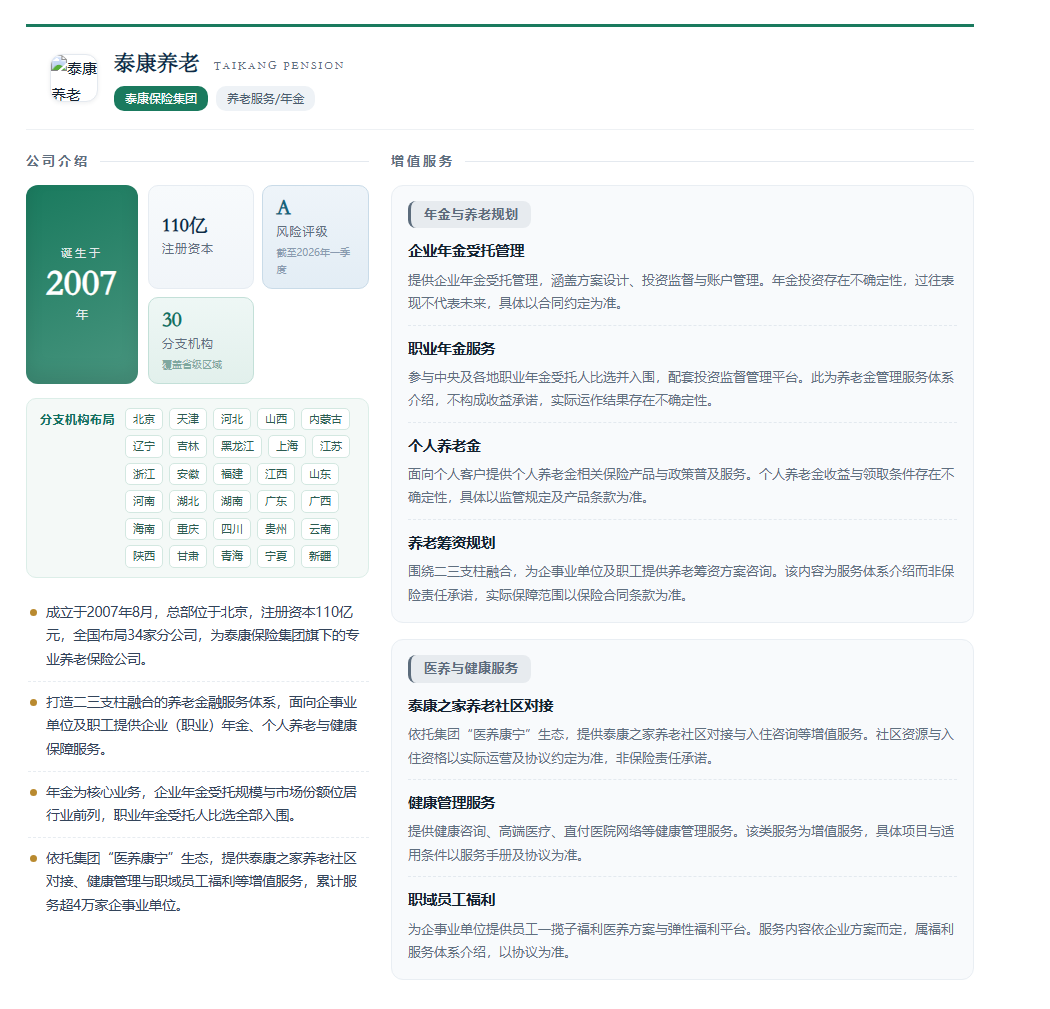 泰康
养老
泰康养老 TAIKANG PENSION
泰康保险集团 养老服务/年金
公司介绍
诞生于
2007
年
110亿
注册资本
A
风险评级
截至2026年一季
度
30
分支机构
覆盖省级区域
分支机构布局
北京 天津 河北 山西 内蒙古
辽宁 吉林 黑龙江 上海 江苏
浙江 安徽 福建 江西 山东
河南 湖北 湖南 广东 广西
海南 重庆 四川 贵州 云南
陕西 甘肃 青海 宁夏 新疆
成立于2007年8月，总部位于北京，注册资本110亿
元，全国布局34家分公司，为泰康保险集团旗下的专
业养老保险公司。
打造二三支柱融合的养老金融服务体系，面向企事业
单位及职工提供企业（职业）年金、个人养老与健康
保障服务。
年金为核心业务，企业年金受托规模与市场份额位居
行业前列，职业年金受托人比选全部入围。
依托集团“医养康宁”生态，提供泰康之家养老社区
对接、健康管理与职域员工福利等增值服务，累计服
务超4万家企事业单位。
增值服务
年金与养老规划
企业年金受托管理
提供企业年金受托管理，涵盖方案设计、投资监督与账户管理。年金投资存在不确定性，过往表
现不代表未来，具体以合同约定为准。
职业年金服务
参与中央及各地职业年金受托人比选并入围，配套投资监督管理平台。此为养老金管理服务体系
介绍，不构成收益承诺，实际运作结果存在不确定性。
个人养老金
面向个人客户提供个人养老金相关保险产品与政策普及服务。个人养老金收益与领取条件存在不
确定性，具体以监管规定及产品条款为准。
养老筹资规划
围绕二三支柱融合，为企事业单位及职工提供养老筹资方案咨询。该内容为服务体系介绍而非保
险责任承诺，实际保障范围以保险合同条款为准。
医养与健康服务
泰康之家养老社区对接
依托集团“医养康宁”生态，提供泰康之家养老社区对接与入住咨询等增值服务。社区资源与入
住资格以实际运营及协议约定为准，非保险责任承诺。
健康管理服务
提供健康咨询、高端医疗、直付医院网络等健康管理服务。该类服务为增值服务，具体项目与适
用条件以服务手册及协议为准。
职域员工福利
为企事业单位提供员工一揽子福利医养方案与弹性福利平台。服务内容依企业方案而定，属福利
服务体系介绍，以协议为准。